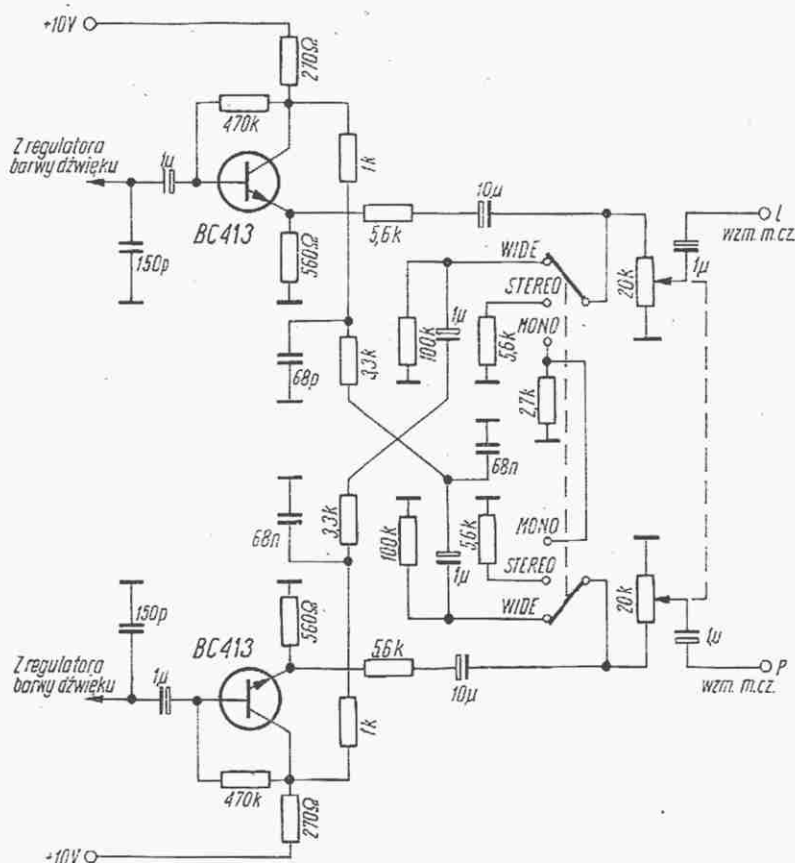 +10V
270Ω
470k
Z regulatora
barwy dźwięku
1µ
1k
BC413
10µ
L
wzm. m.cz.
5,6k
WIDE
1µ
150p
560Ω
STEREO
20k
MONO
100k
1µ
5,6k
68p
3,3k
2,7k
68n
68n
3,3k
100k
5,6k
MONO
1µ
STEREO
20k
150p
560Ω
WIDE
BC413
1µ
Z regulatora
barwy dźwięku
1µ
56k
10µ
P
wzm. m.cz.
1k
470k
270Ω
+10V